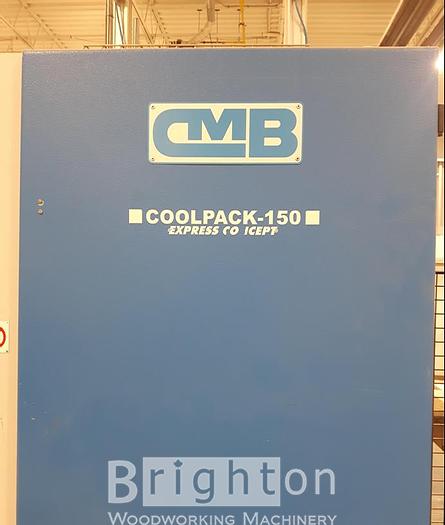 CMB
COOLPACK-150
EXPRESS CO ICEPT
Brighton
WOODWORKING MACHINERY